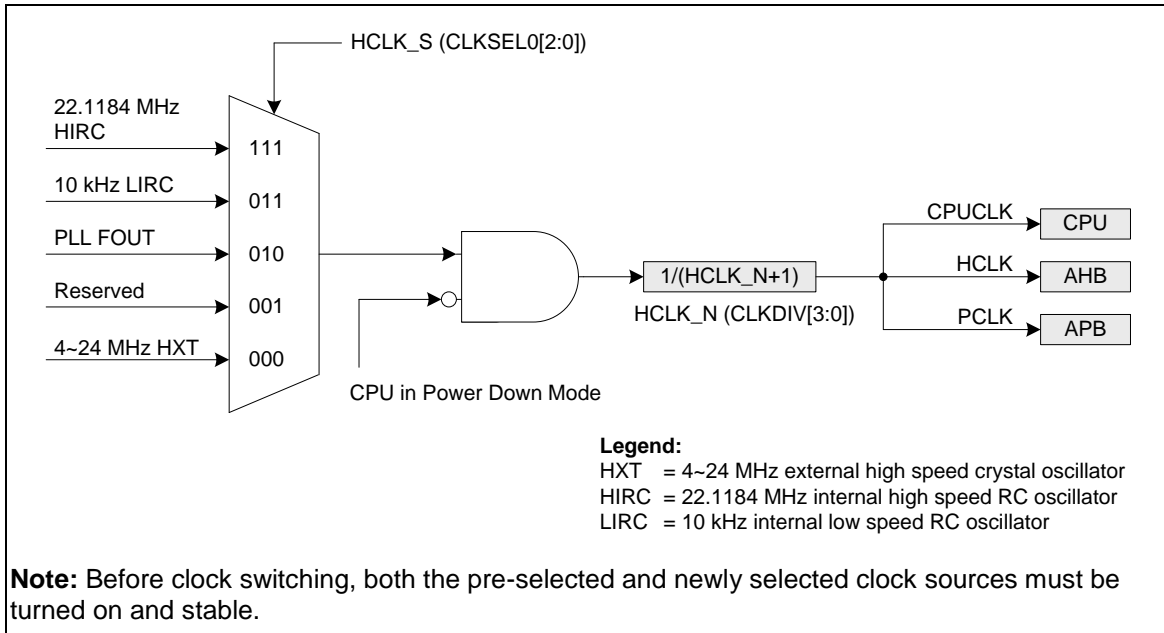 HCLK_S (CLKSEL0[2:0])
22.1184 MHz
HIRC
111
10 kHz LIRC
011
PLL FOUT
010
Reserved
001
4~24 MHz HXT
000
CPU in Power Down Mode
1/(HCLK_N+1)
HCLK_N (CLKDIV[3:0])
CPUCLK
CPU
HCLK
AHB
PCLK
APB
Legend:
HXT = 4~24 MHz external high speed crystal oscillator
HIRC = 22.1184 MHz internal high speed RC oscillator
LIRC = 10 kHz internal low speed RC oscillator
Note: Before clock switching, both the pre-selected and newly selected clock sources must be
turned on and stable.